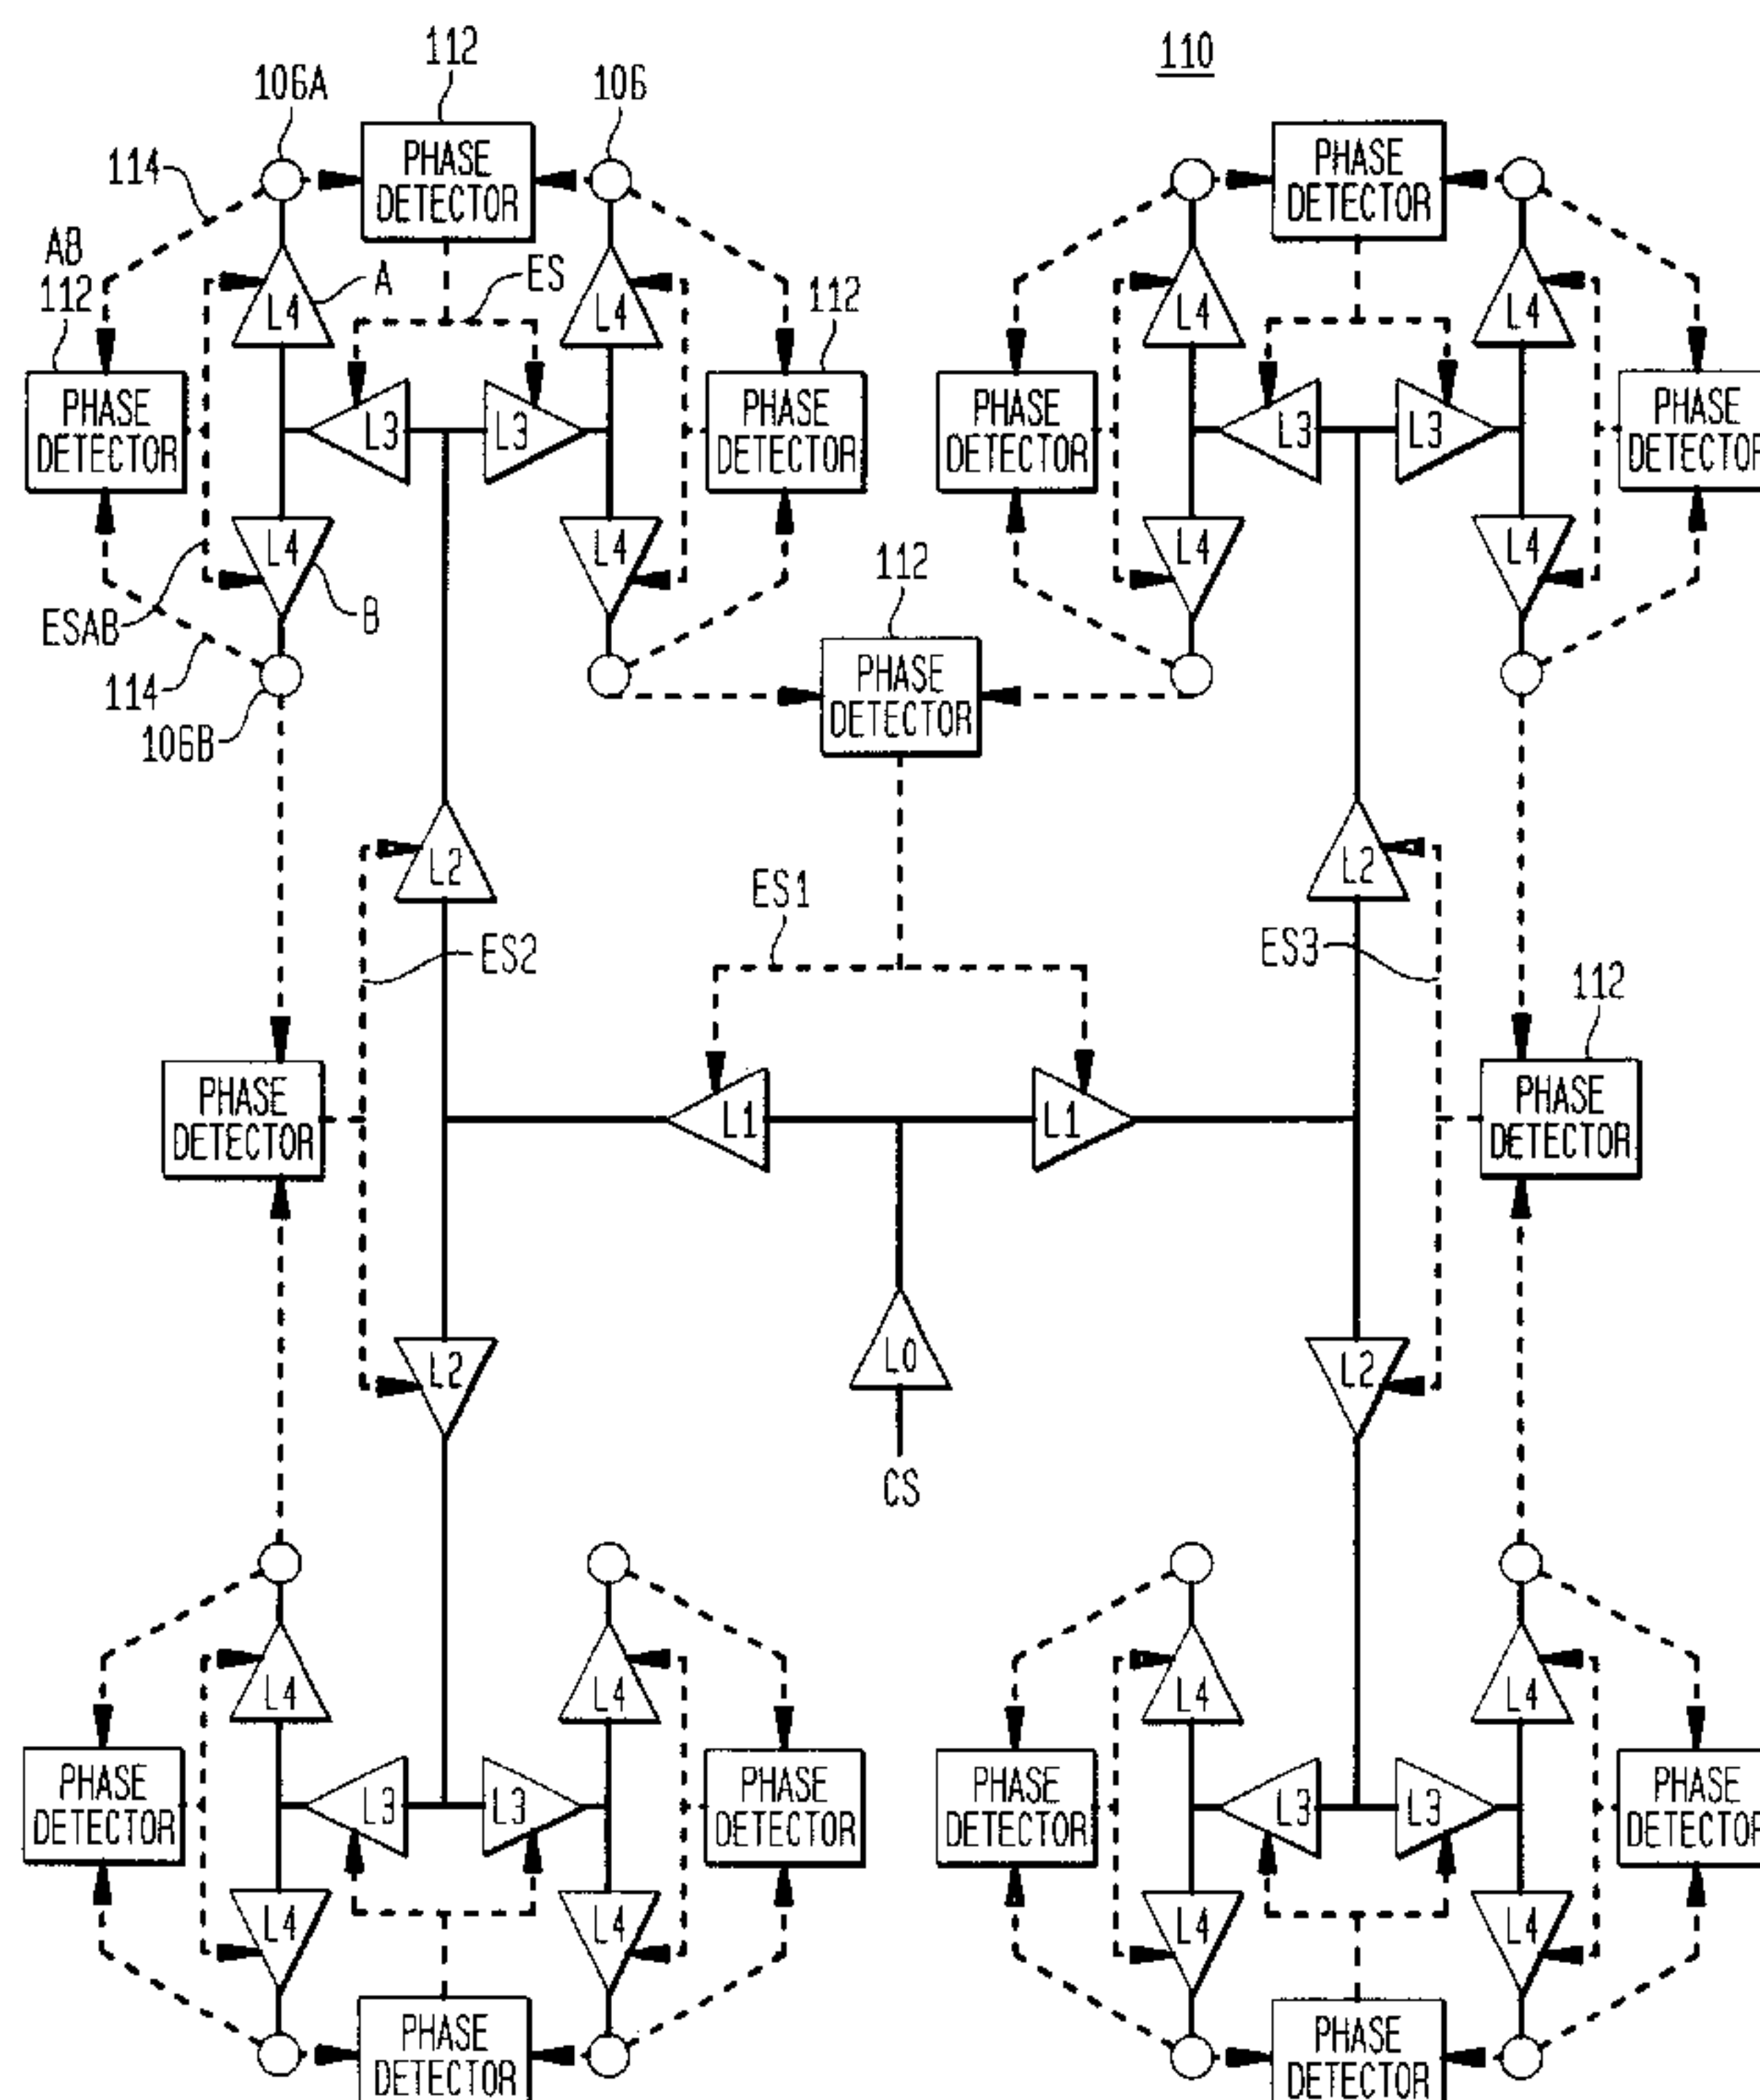 112
110
106A
106
PHASE
DETECTOR
PHASE
DETECTOR
114
AB
112
A
ES
112
L4
L4
L4
L4
PHASE
DETECTOR
L3
L3
PHASE
DETECTOR
PHASE
DETECTOR
L3
L3
PHASE
DETECTOR
L4
L4
L4
L4
ESAB
B
112
114
106B
PHASE
DETECTOR
L2
L2
ES1
ES2
ES3
112
PHASE
DETECTOR
L1
L1
PHASE
DETECTOR
L2
L0
L2
CS
L4
L4
L4
L4
PHASE
DETECTOR
L3
L3
PHASE
DETECTOR
PHASE
DETECTOR
L3
L3
PHASE
DETECTOR
L4
L4
L4
L4
PHASE
DETECTOR
PHASE
DETECTOR